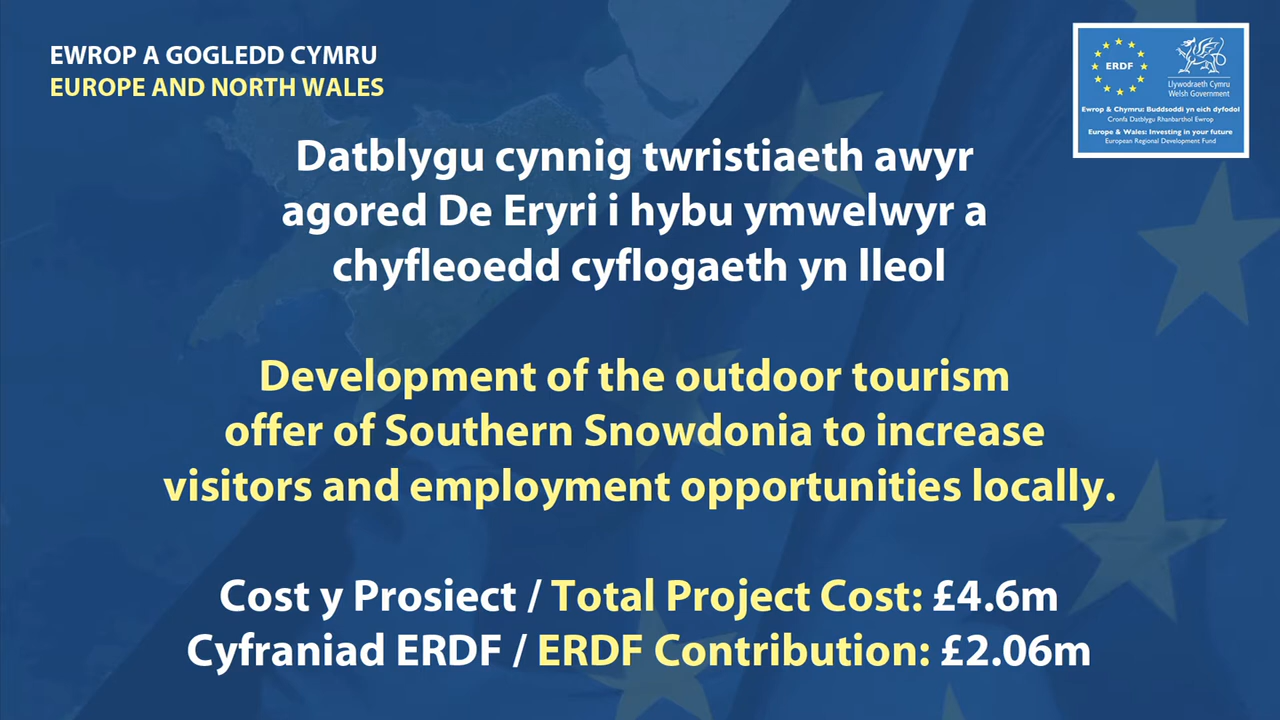 EWROP A GOGLEDD CYMRU
EUROPE AND NORTH WALES
ERDF
Llywodraeth Cymru
Welsh Government
Ewrop & Chymru: Buddsoddi yn eich dyfodol
Cronfa Datblygu Rhanbarthol Ewrop
Europe & Wales: Investing in your future
European Regional Development Fund
Datblygu cynnig twristiaeth awyr
agored De Eryri i hybu ymwelwyr a
chyfleoedd cyflogaeth yn lleol
Development of the outdoor tourism
offer of Southern Snowdonia to increase
visitors and employment opportunities locally.
Cost y Prosiect / Total Project Cost: £4.6m
Cyfraniad ERDF / ERDF Contribution: £2.06m